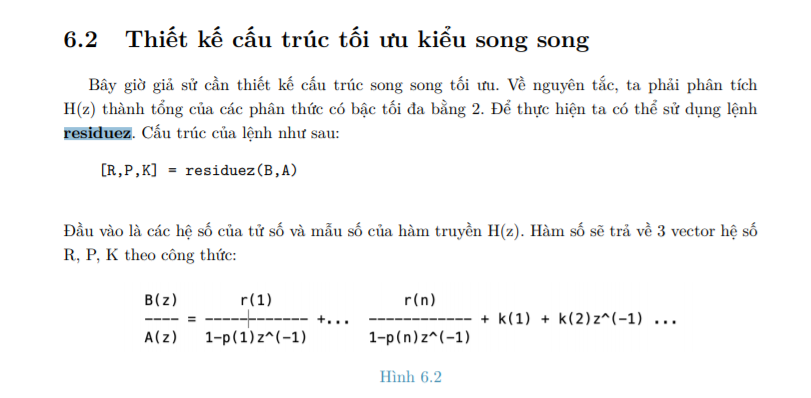 6.2 Thiết kế cấu trúc tối ưu kiểu song song
Bây giờ giả sử cần thiết kế cấu trúc song song tối ưu. Về nguyên tắc, ta phải phân tích
H(z) thành tổng của các phân thức có bậc tối đa bằng 2. Để thực hiện ta có thể sử dụng lệnh
residuez. Cấu trúc của lệnh như sau:
[R,P,K] = residuez(B,A)
Đầu vào là các hệ số của tử số và mẫu số của hàm truyền H(z). Hàm số sẽ trả về 3 vector hệ số
R, P, K theo công thức:
B(z) r(1) r(n)
---- = ------------ +... ------------ + k(1) + k(2)z^(-1) ...
A(z) 1-p(1)z^(-1) 1-p(n)z^(-1)
Hình 6.2